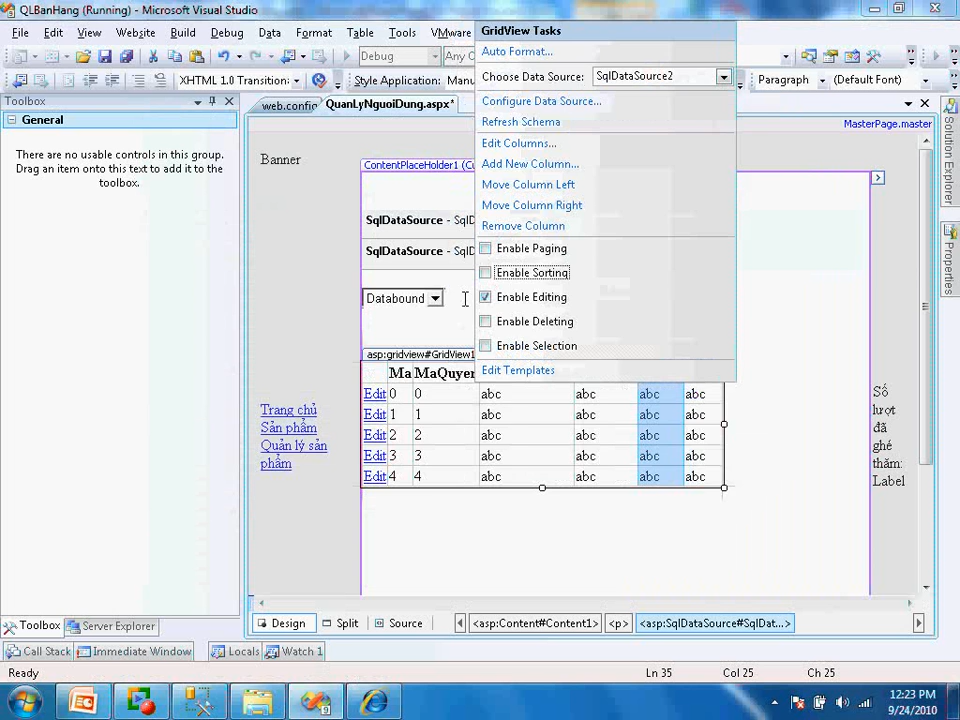 QLBanHang (Running) - Microsoft Visual Studio
File Edit View Website Build Debug Data Format Table Tools VMware
Debug
XHTML 1.0 Transition:
Style Application: Manu
Paragraph
(Default Font)
Toolbox
General
There are no usable controls in this group.
Drag an item onto this text to add it to the
toolbox.
web.config
QuanLyNguoiDung.aspx*
MasterPage.master
Banner
ContentPlaceHolder1
SqlDataSource - SqlD
SqlDataSource - SqlD
Databound
asp:gridview#GridView1
Ma MaQuyen
Edit 0 0 abc abc abc abc
Edit 1 1 abc abc abc abc
Edit 2 2 abc abc abc abc
Edit 3 3 abc abc abc abc
Edit 4 4 abc abc abc abc
Trang chủ
Sản phẩm
Quản lý sản
phẩm
Số
lượt
đã
ghé
thăm:
Label
GridView Tasks
Auto Format...
Choose Data Source: SqlDataSource2
Configure Data Source...
Refresh Schema
Edit Columns...
Add New Column...
Move Column Left
Move Column Right
Remove Column
Enable Paging
Enable Sorting
Enable Editing
Enable Deleting
Enable Selection
Edit Templates
Solution Explorer
Properties
Toolbox Server Explorer
Design Split Source
<asp:Content#Content1> <p> <asp:SqlDataSource#SqlDat...>
Call Stack Immediate Window Locals Watch 1
Ready
Ln 35 Col 25 Ch 25
12:23 PM
9/24/2010